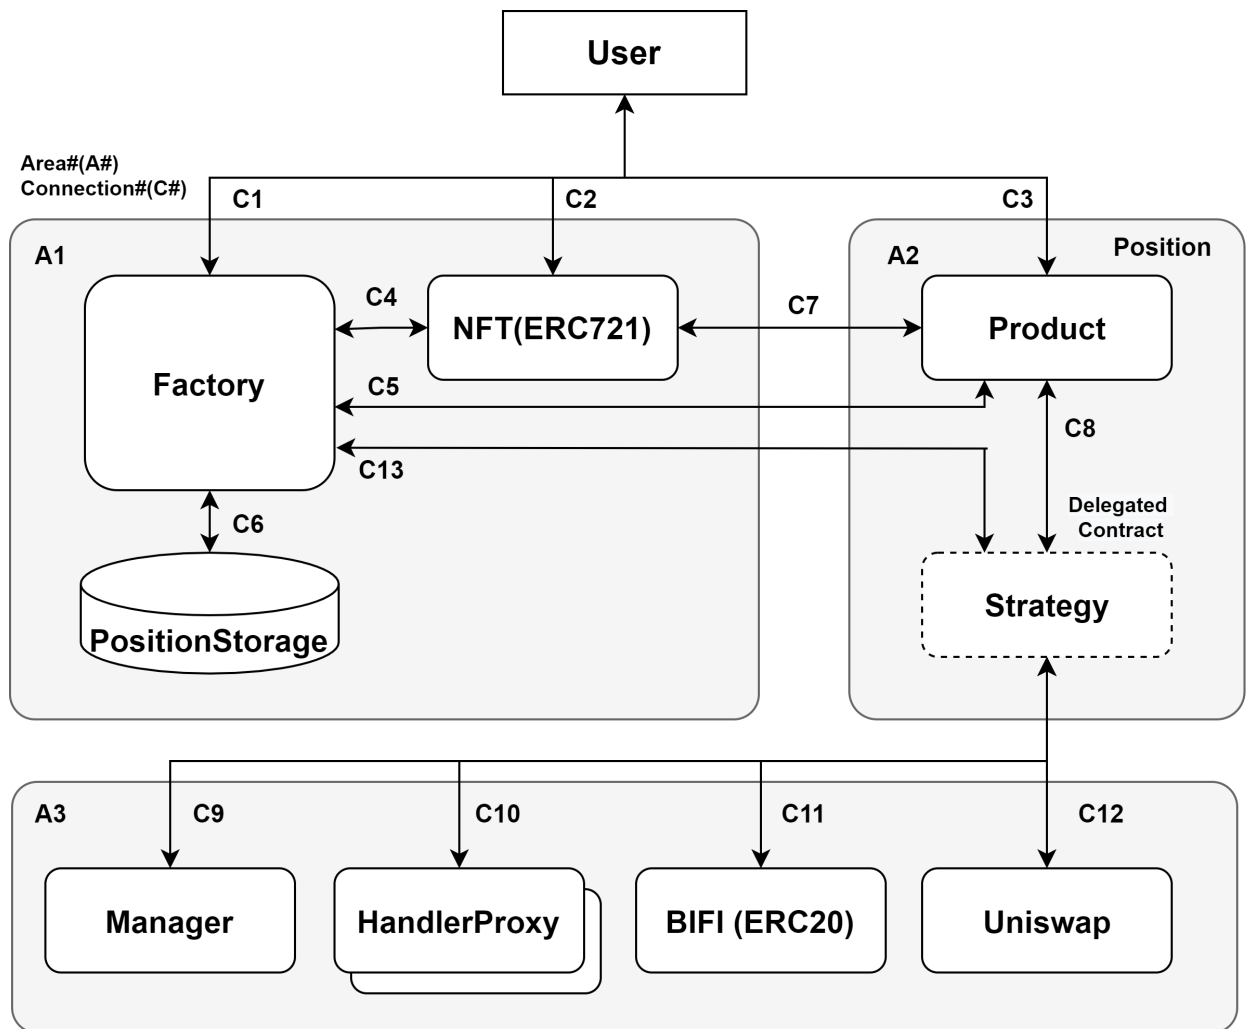 User
Area#(A#)
Connection#(C#)
C1
C2
C3
A1
A2
Position
C4
C7
NFT(ERC721)
Product
Factory
C5
C8
C13
Delegated
Contract
C6
Strategy
PositionStorage
A3
C9
C10
C11
C12
Manager
HandlerProxy
BIFI (ERC20)
Uniswap